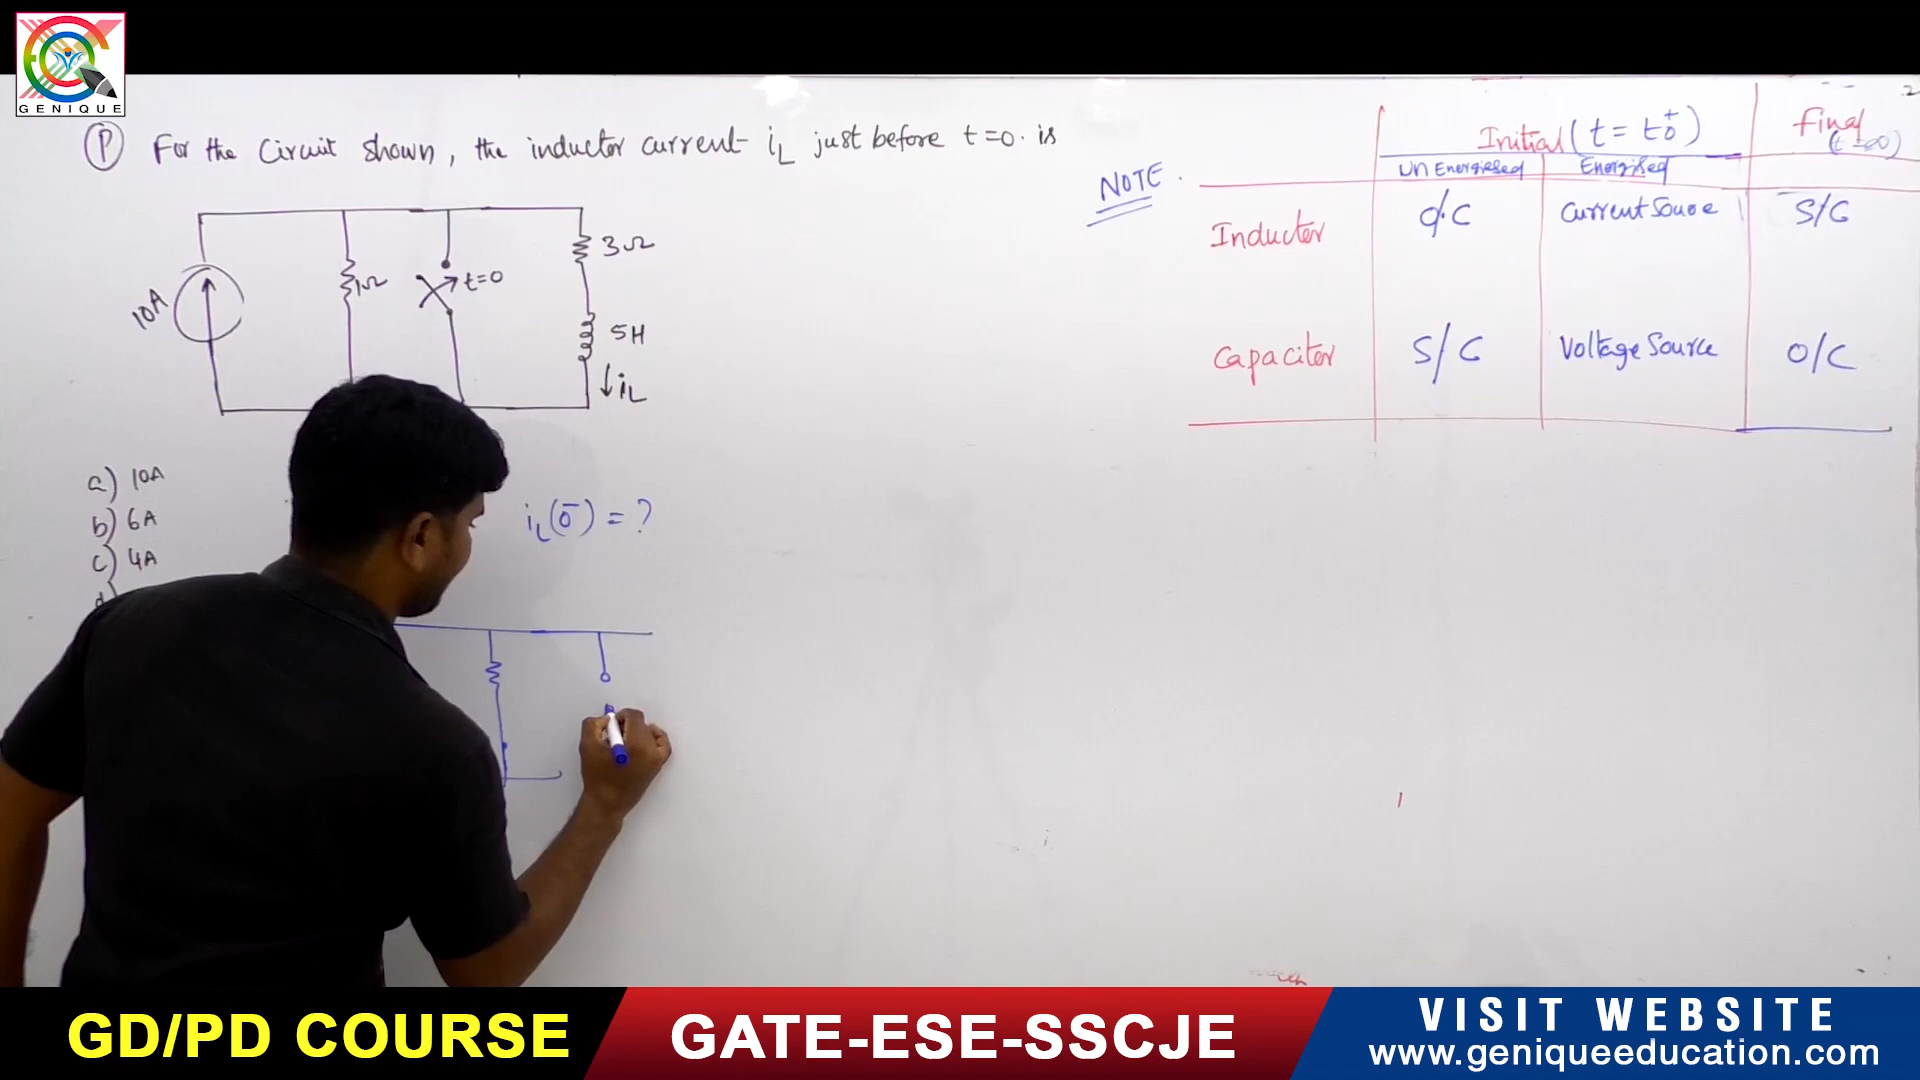 GENIQUE
P For the Circuit shown, the inductor current iL just before t=0. is
10A
1Ω
t=0
3Ω
5H
iL
a) 10A
b) 6A
c) 4A
d)
iL(0⁻) = ?
NOTE.
Initial (t = t0⁺)
Final
(t=∞)
UnEnergised
Energised
Inductor
O.C
Current Source
S/C
Capacitor
S/C
Voltage Source
O/C
GD/PD COURSE
GATE-ESE-SSCJE
VISIT WEBSITE
www.geniqueeducation.com